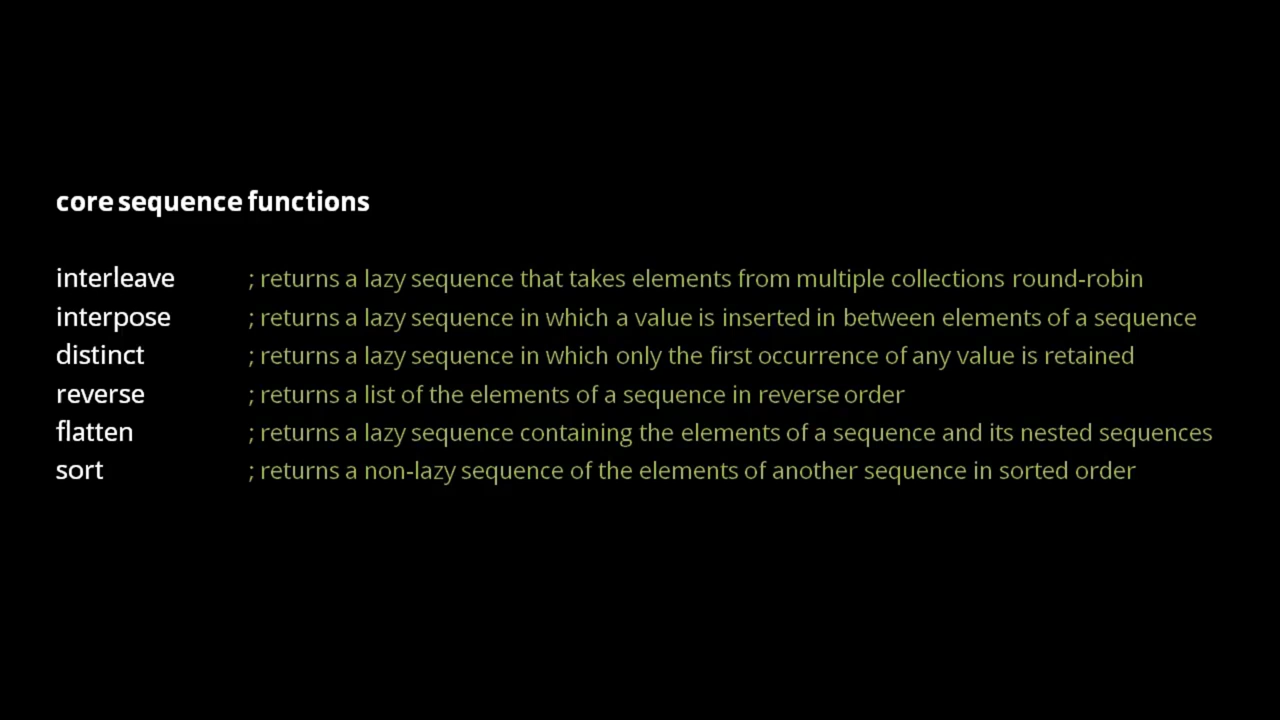 core sequence functions
interleave ; returns a lazy sequence that takes elements from multiple collections round-robin
interpose ; returns a lazy sequence in which a value is inserted in between elements of a sequence
distinct ; returns a lazy sequence in which only the first occurrence of any value is retained
reverse ; returns a list of the elements of a sequence in reverse order
flatten ; returns a lazy sequence containing the elements of a sequence and its nested sequences
sort ; returns a non-lazy sequence of the elements of another sequence in sorted order